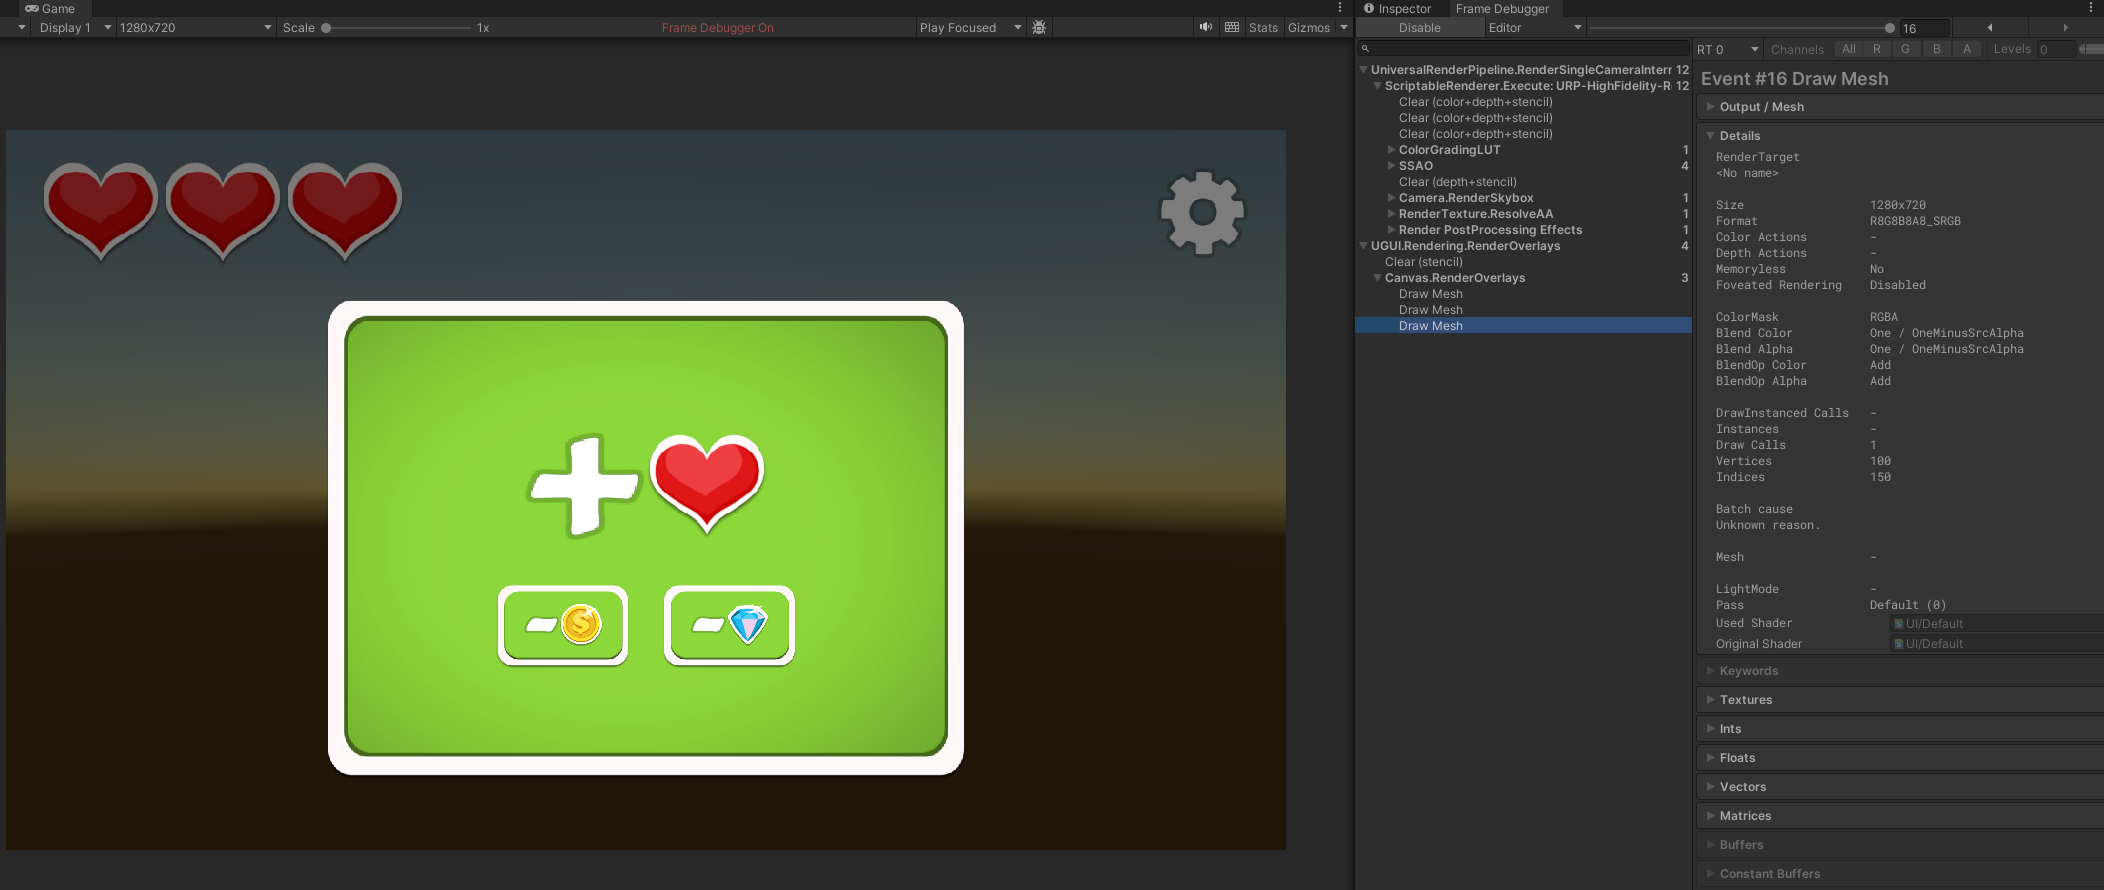 Game
Display 1 1280x720 Scale 1x Frame Debugger On Play Focused Stats Gizmos
Inspector Frame Debugger
Disable Editor 16
RT 0 Channels All R G B A Levels 0
UniversalRenderPipeline.RenderSingleCameraInterr 12
ScriptableRenderer.Execute: URP-HighFidelity-R 12
Clear (color+depth+stencil)
Clear (color+depth+stencil)
Clear (color+depth+stencil)
ColorGradingLUT 1
SSAO 4
Clear (depth+stencil)
Camera.RenderSkybox 1
RenderTexture.ResolveAA 1
Render PostProcessing Effects 1
UGUI.Rendering.RenderOverlays 4
Clear (stencil)
Canvas.RenderOverlays 3
Draw Mesh
Draw Mesh
Draw Mesh
Event #16 Draw Mesh
Output / Mesh
Details
RenderTarget
<No name>
Size 1280x720
Format R8G8B8A8_SRGB
Color Actions -
Depth Actions -
Memoryless No
Foveated Rendering Disabled
ColorMask RGBA
Blend Color One / OneMinusSrcAlpha
Blend Alpha One / OneMinusSrcAlpha
BlendOp Color Add
BlendOp Alpha Add
DrawInstanced Calls -
Instances -
Draw Calls 1
Vertices 100
Indices 150
Batch cause
Unknown reason.
Mesh -
LightMode -
Pass Default (0)
Used Shader UI/Default
Original Shader UI/Default
Keywords
Textures
Ints
Floats
Vectors
Matrices
Buffers
Constant Buffers